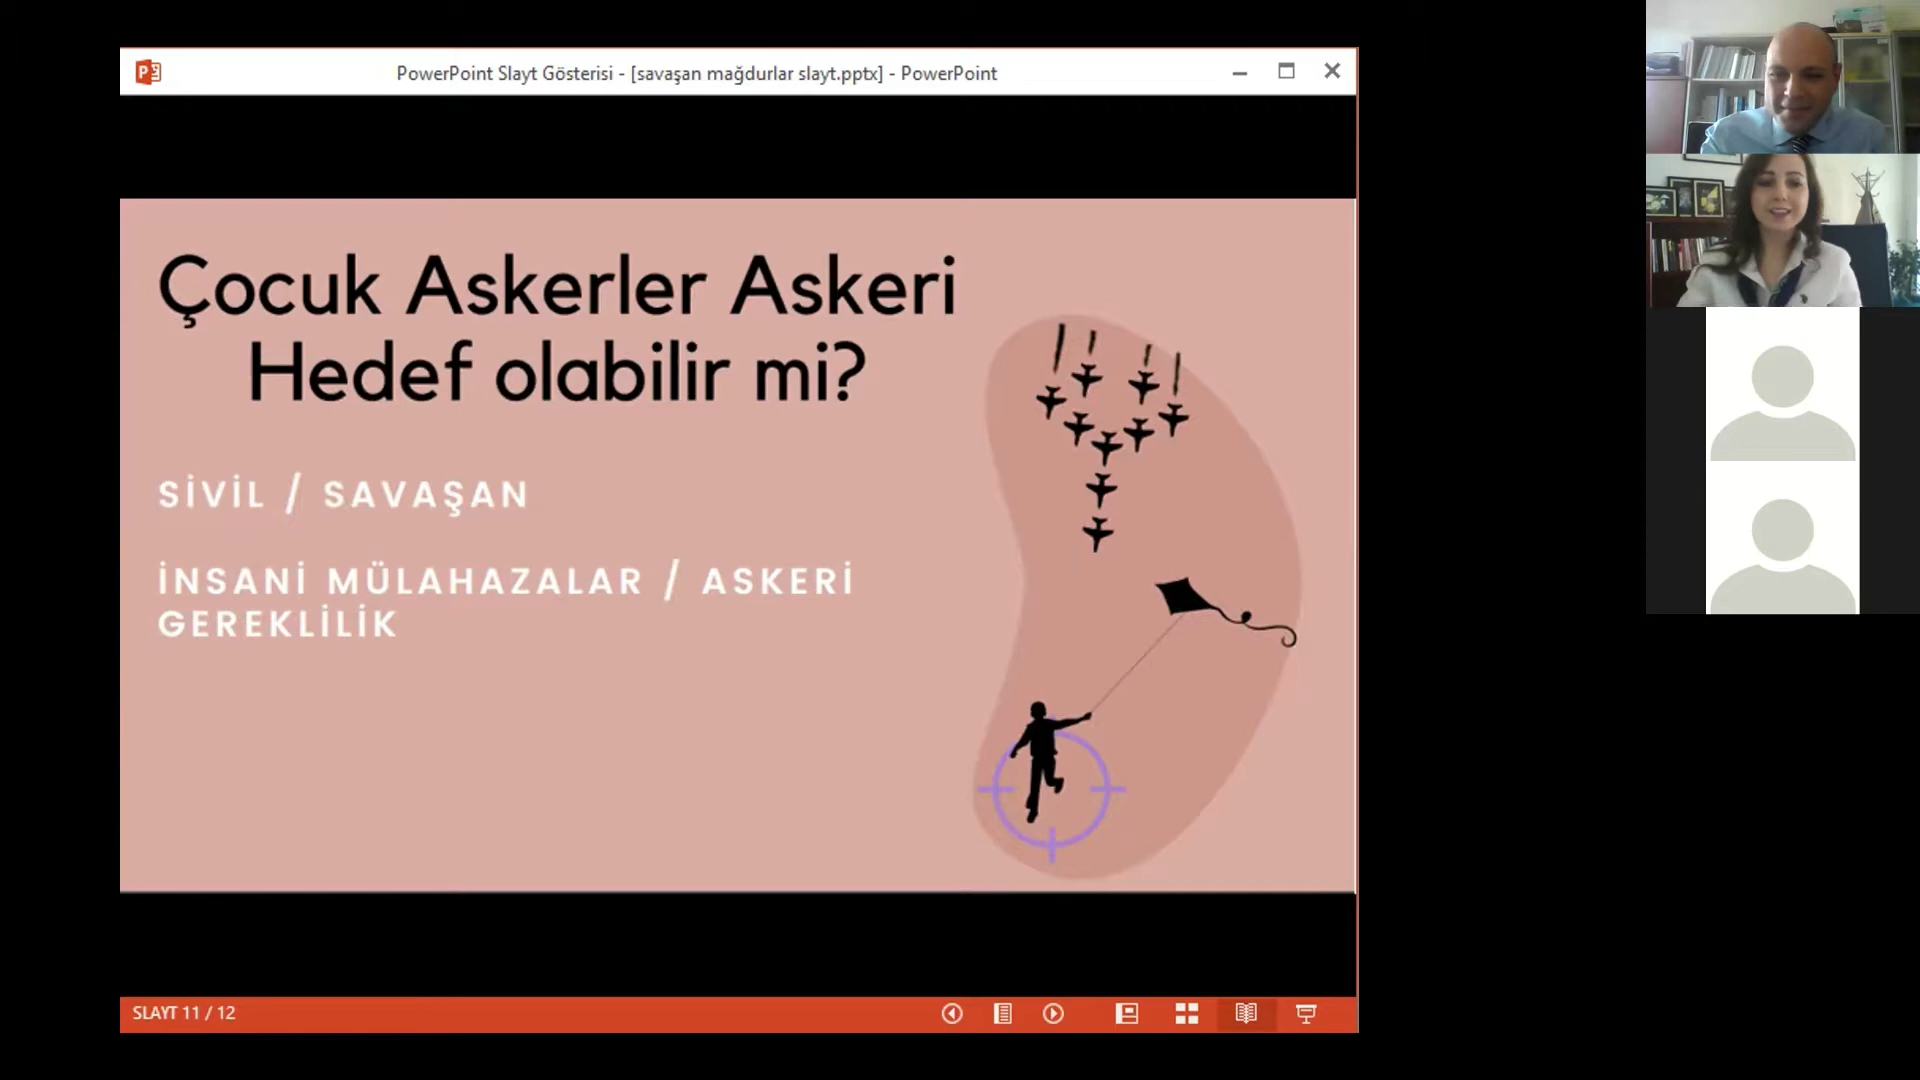 PowerPoint Slayt Gösterisi - [savaşan mağdurlar slayt.pptx] - PowerPoint
Çocuk Askerler Askeri
Hedef olabilir mi?
SİVİL / SAVAŞAN
İNSANİ MÜLAHAZALAR / ASKERİ
GEREKLİLİK
SLAYT 11 / 12